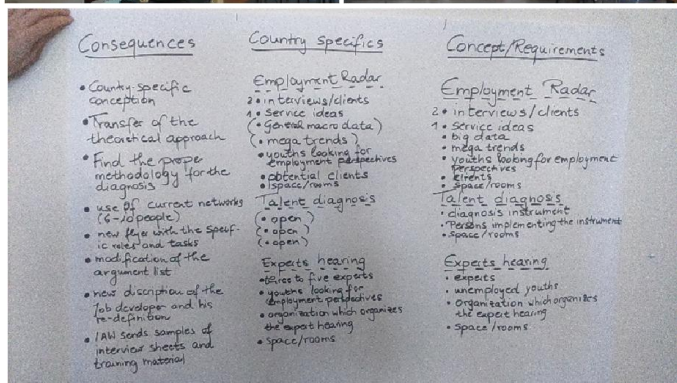 Consequences
• Country-specific
conception
• Transfer of the
theoretical approach
• Find the proper
methodology for the
diagnosis
• use of current networks
(6-10 people)
• new flyer with the specif-
ic roles and tasks
• modification of the
argument list
• new discription of the
job developer and his
re-definition
• IAW sends samples of
interview sheets and
training material
Country specifics
Employment Radar
2 • interviews/clients
1 • Service ideas
(• General macro data)
(• mega trends)
• youths looking for
employment perspectives
• potential clients
• space/rooms
Talent diagnosis
(• open)
(• open)
(• open)
Experts hearing
• three to five experts
• youths looking for
employment perspectives
• organization which organizes
the expert hearing
• space/rooms
Concept/Requirements
Employment Radar
2 • interviews/clients
1 • Service ideas
• big data
• mega trends
• youths looking for employment
perspectives
• clients
• space/rooms
Talent diagnosis
• diagnosis instrument
• Persons implementing the instrument
• space/rooms
Experts hearing
• experts
• unemployed youths
• Organization which organizes
the expert hearing
• space/rooms